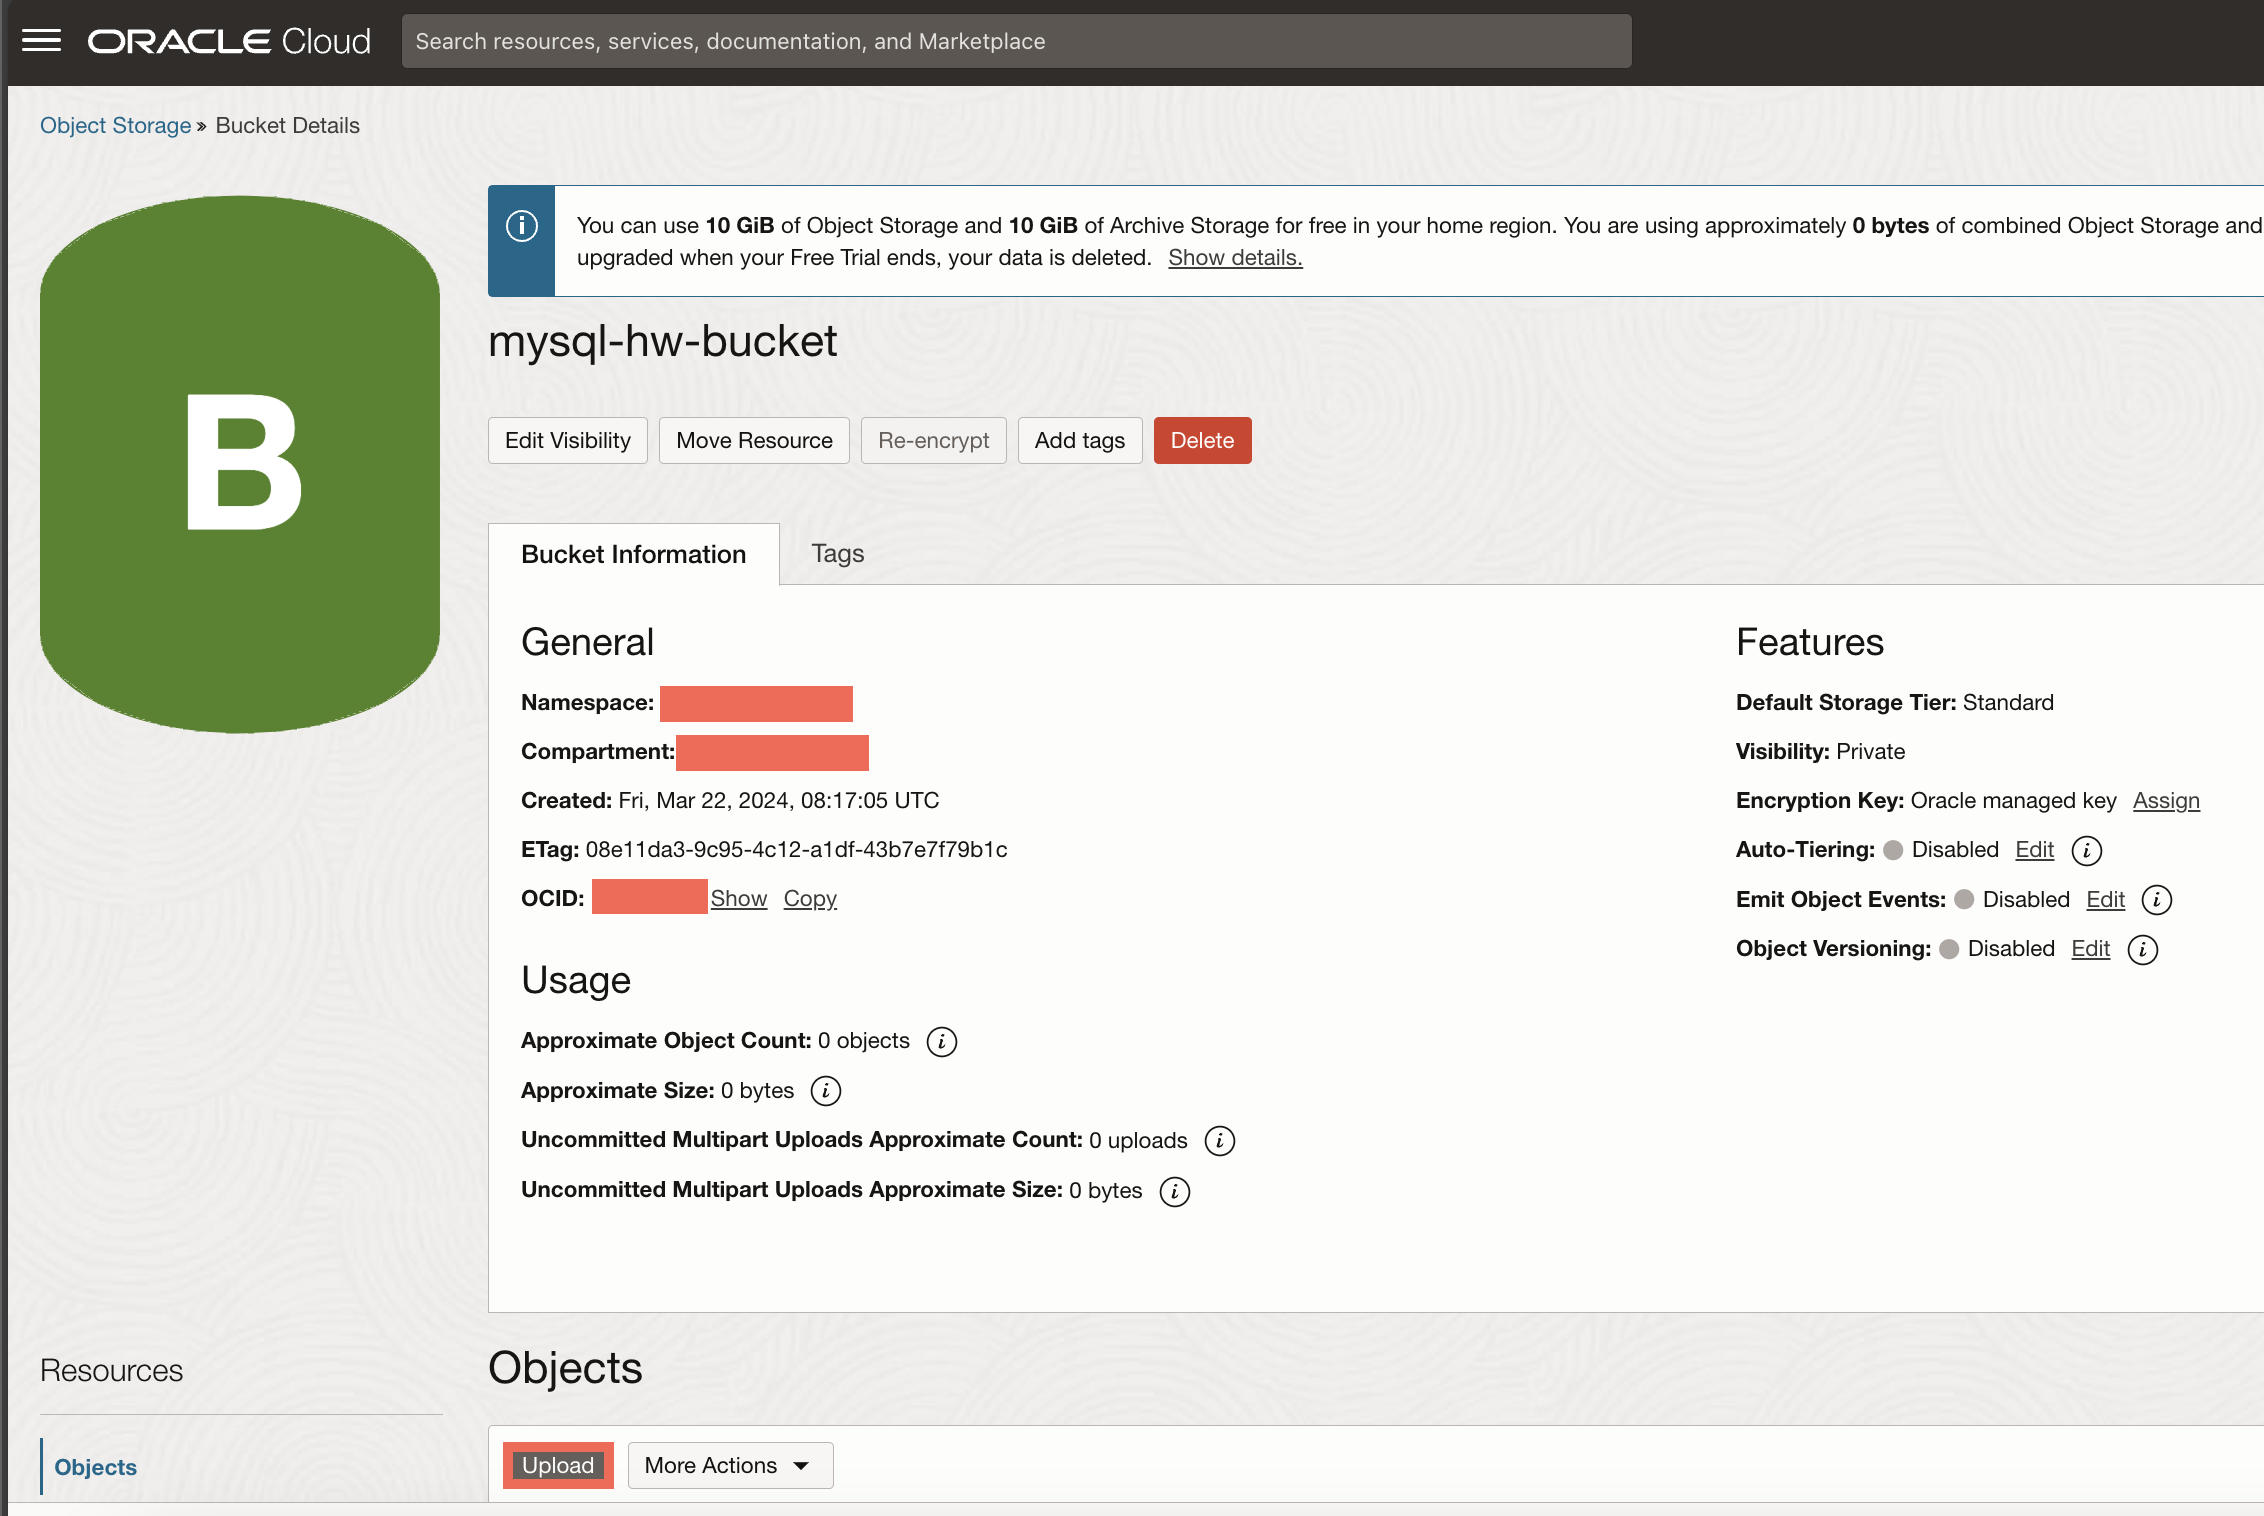 ORACLE Cloud
Search resources, services, documentation, and Marketplace
Object Storage » Bucket Details
B
You can use 10 GiB of Object Storage and 10 GiB of Archive Storage for free in your home region. You are using approximately 0 bytes of combined Object Storage and
upgraded when your Free Trial ends, your data is deleted. Show details.
mysql-hw-bucket
Edit Visibility
Move Resource
Re-encrypt
Add tags
Delete
Bucket Information
Tags
General
Namespace:
Compartment:
Created: Fri, Mar 22, 2024, 08:17:05 UTC
ETag: 08e11da3-9c95-4c12-a1df-43b7e7f79b1c
OCID: Show Copy
Usage
Approximate Object Count: 0 objects i
Approximate Size: 0 bytes i
Uncommitted Multipart Uploads Approximate Count: 0 uploads i
Uncommitted Multipart Uploads Approximate Size: 0 bytes i
Features
Default Storage Tier: Standard
Visibility: Private
Encryption Key: Oracle managed key Assign
Auto-Tiering: Disabled Edit i
Emit Object Events: Disabled Edit i
Object Versioning: Disabled Edit i
Resources
Objects
Objects
Upload
More Actions